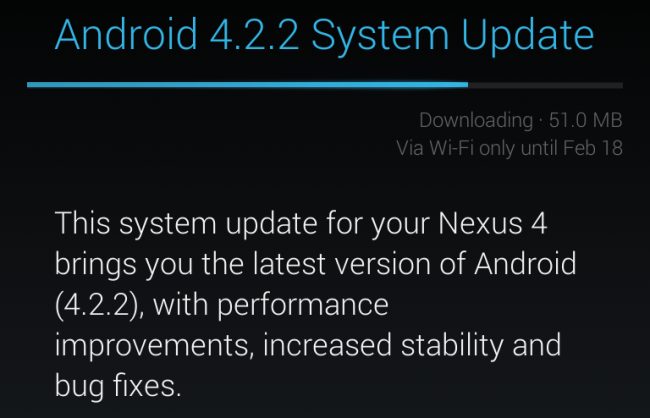 Android 4.2.2 System Update
Downloading · 51.0 MB
Via Wi-Fi only until Feb 18
This system update for your Nexus 4
brings you the latest version of Android
(4.2.2), with performance
improvements, increased stability and
bug fixes.